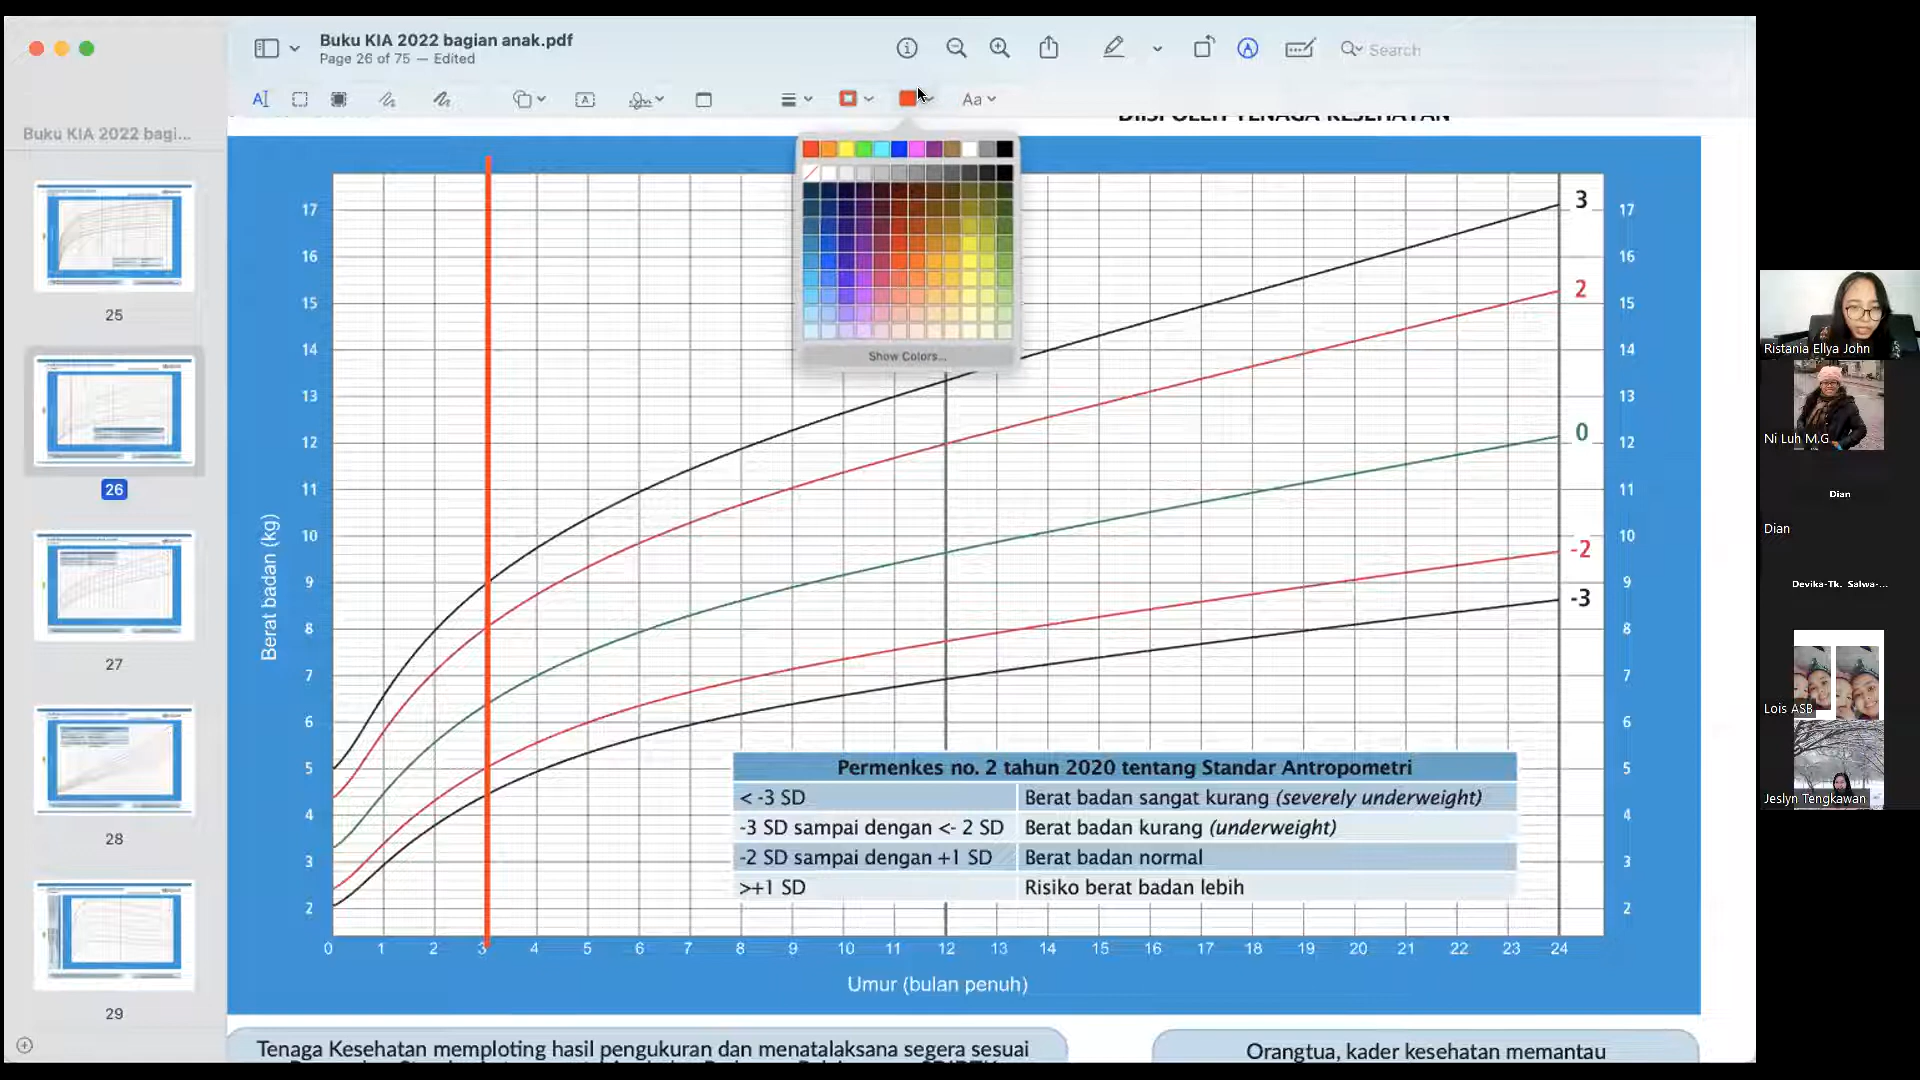 Buku KIA 2022 bagian anak.pdf
Page 26 of 75 — Edited
Search
Aa
Buku KIA 2022 bagi...
25
26
27
28
29
DIISI OLEH TENAGA KESEHATAN
Show Colors...
17
16
15
14
13
12
11
10
9
8
7
6
5
4
3
2
Berat badan (kg)
3
2
0
-2
-3
17
16
15
14
13
12
11
10
9
8
7
6
5
4
3
2
Permenkes no. 2 tahun 2020 tentang Standar Antropometri
< -3 SD Berat badan sangat kurang (severely underweight)
-3 SD sampai dengan <- 2 SD Berat badan kurang (underweight)
-2 SD sampai dengan +1 SD Berat badan normal
>+1 SD Risiko berat badan lebih
0 1 2 3 4 5 6 7 8 9 10 11 12 13 14 15 16 17 18 19 20 21 22 23 24
Umur (bulan penuh)
Tenaga Kesehatan memploting hasil pengukuran dan menatalaksana segera sesuai
Orangtua, kader kesehatan memantau
Ristania Ellya John
Ni Luh M.G
Dian
Dian
Devika-Tk. Salwa-...
Lois ASB
Jeslyn Tengkawan